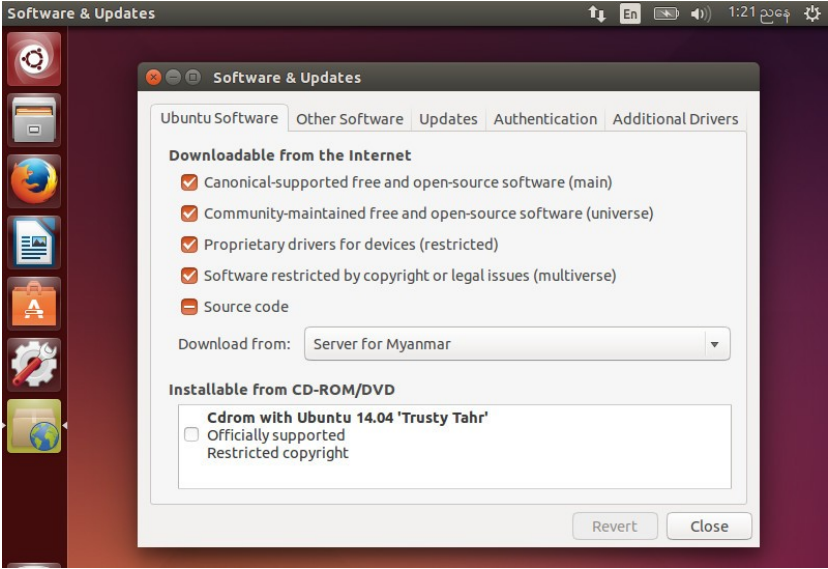 Software & Updates
En
1:21 ညနေ
Software & Updates
Ubuntu Software Other Software Updates Authentication Additional Drivers
Downloadable from the Internet
Canonical-supported free and open-source software (main)
Community-maintained free and open-source software (universe)
Proprietary drivers for devices (restricted)
Software restricted by copyright or legal issues (multiverse)
Source code
Download from: Server for Myanmar
Installable from CD-ROM/DVD
Cdrom with Ubuntu 14.04 'Trusty Tahr'
Officially supported
Restricted copyright
Revert Close